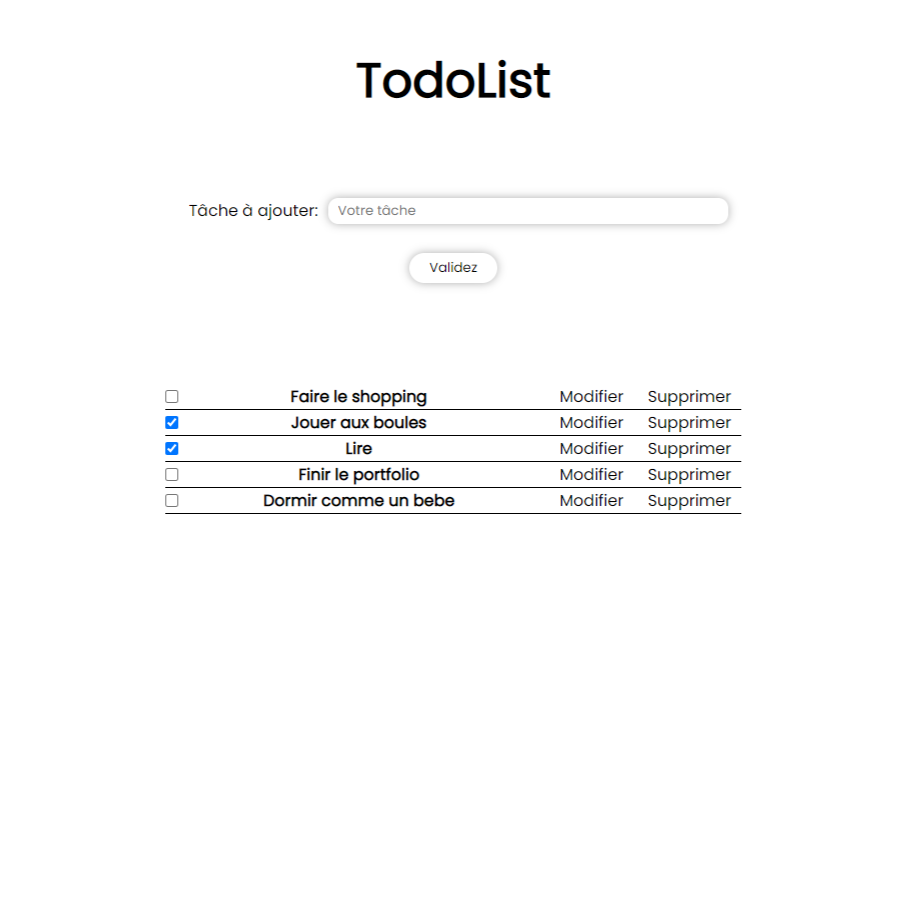 TodoList
Tâche à ajouter: Votre tâche
Validez
Faire le shopping Modifier Supprimer
Jouer aux boules Modifier Supprimer
Lire Modifier Supprimer
Finir le portfolio Modifier Supprimer
Dormir comme un bebe Modifier Supprimer